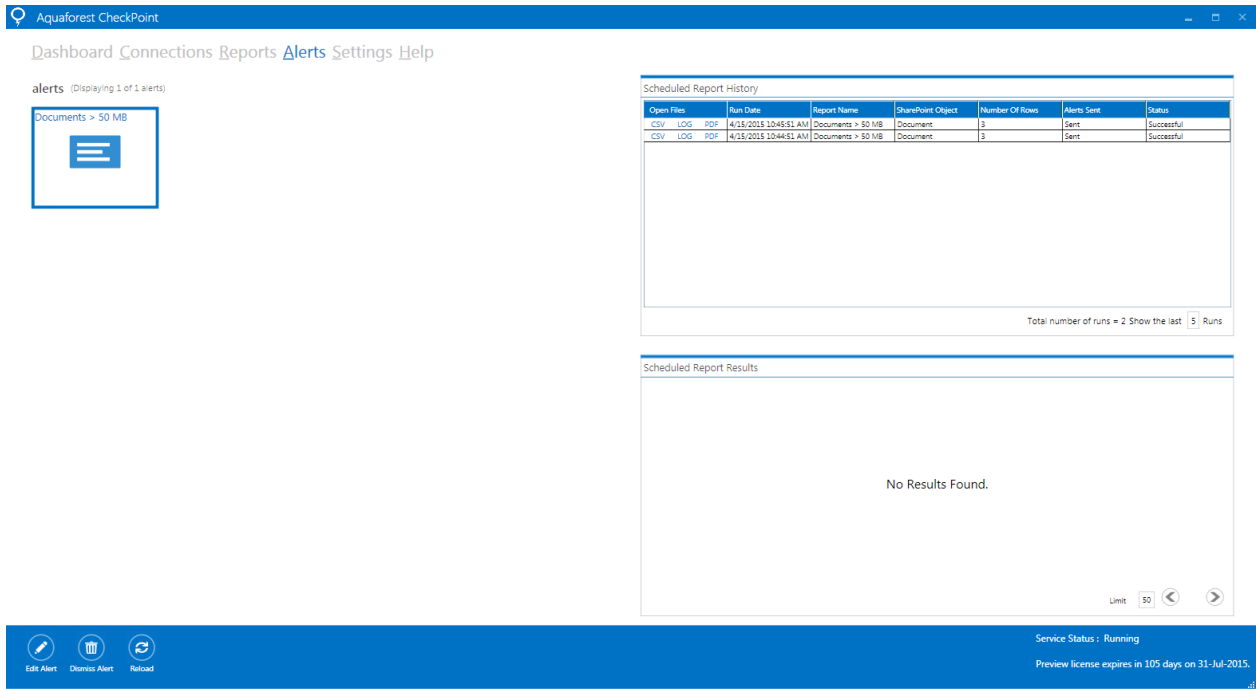 Aquaforest CheckPoint
Dashboard Connections Reports Alerts Settings Help
alerts (Displaying 1 of 1 alerts)
Documents > 50 MB
Scheduled Report History
Open Files Run Date Report Name SharePoint Object Number Of Rows Alerts Sent Status
CSV LOG PDF 4/15/2015 10:45:51 AM Documents > 50 MB Document 3 Sent Successful
CSV LOG PDF 4/15/2015 10:44:51 AM Documents > 50 MB Document 3 Sent Successful
Total number of runs = 2 Show the last 5 Runs
Scheduled Report Results
No Results Found.
Limit 50
Edit Alert Dismiss Alert Reload
Service Status : Running
Preview license expires in 105 days on 31-Jul-2015.